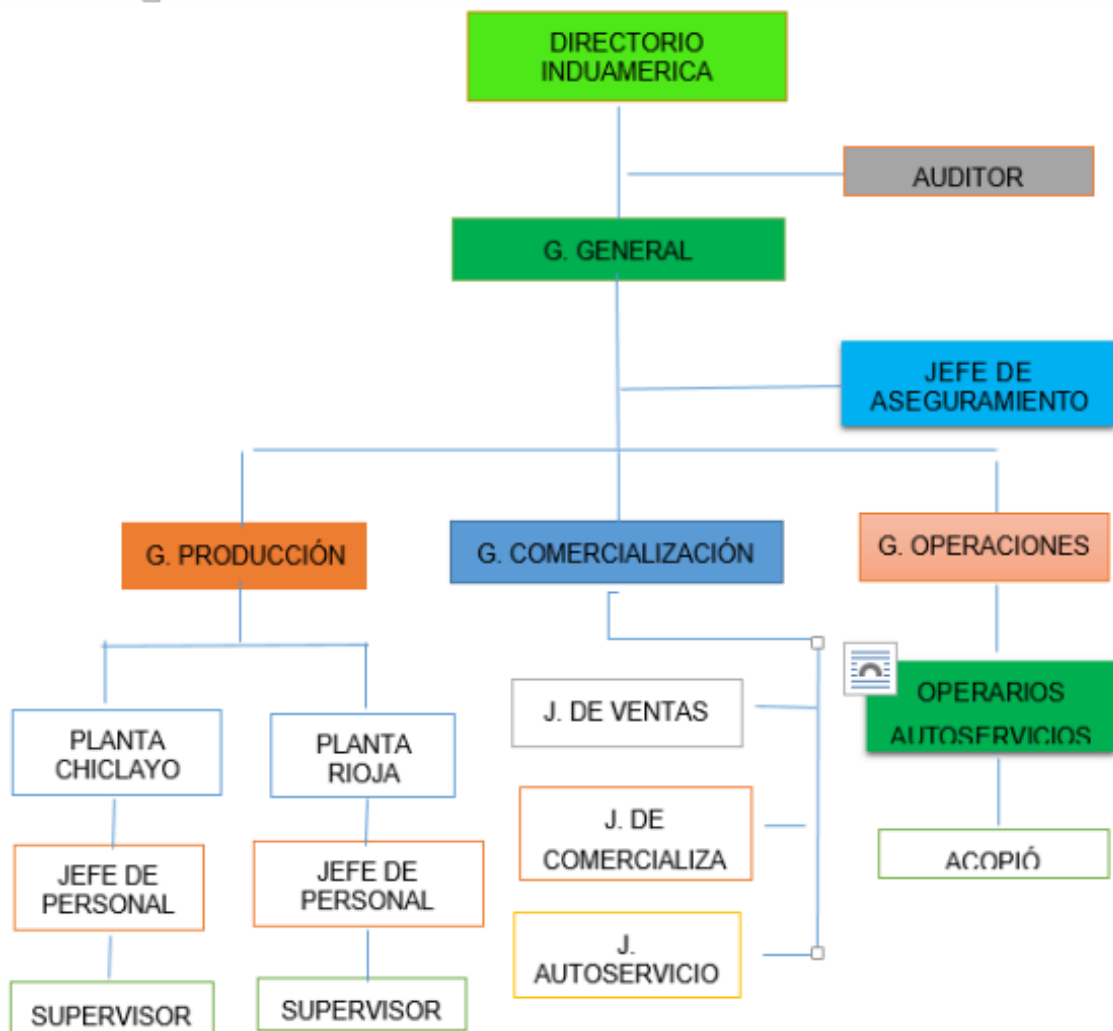 DIRECTORIO
INDUAMERICA
AUDITOR
G. GENERAL
JEFE DE
ASEGURAMIENTO
G. PRODUCCIÓN
G. COMERCIALIZACIÓN
G. OPERACIONES
PLANTA
CHICLAYO
PLANTA
RIOJA
J. DE VENTAS
OPERARIOS
AUTOSERVICIOS
J. DE
COMERCIALIZA
ACOPIÓ
JEFE DE
PERSONAL
JEFE DE
PERSONAL
J.
AUTOSERVICIO
SUPERVISOR
SUPERVISOR